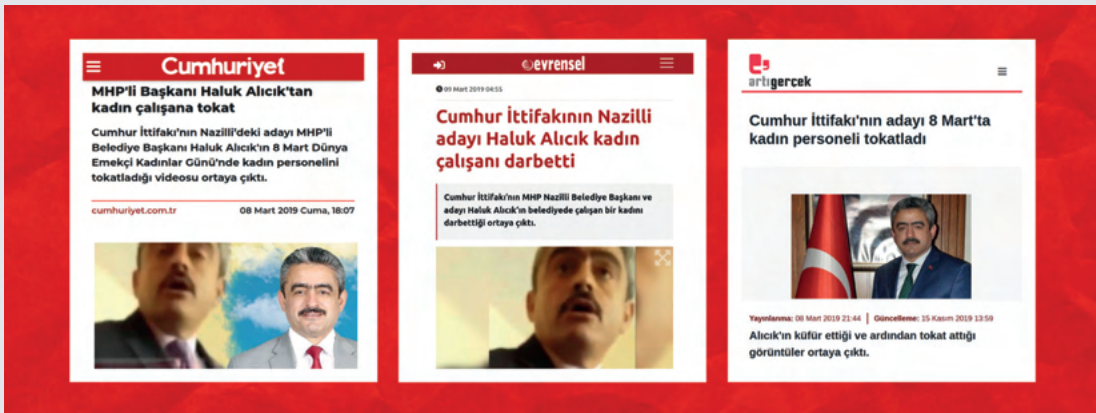 Cumhuriyet
MHP'li Başkanı Haluk Alıcık'tan
kadın çalışana tokat
Cumhur İttifakı'nın Nazilli'deki adayı MHP'li
Belediye Başkanı Haluk Alıcık'ın 8 Mart Dünya
Emekçi Kadınlar Günü'nde kadın personelini
tokatladığı videosu ortaya çıktı.
cumhuriyet.com.tr 08 Mart 2019 Cuma, 18:07
evrensel
09 Mart 2019 04:55
Cumhur İttifakının Nazilli
adayı Haluk Alıcık kadın
çalışanı darbetti
Cumhur İttifakı'nın MHP Nazilli Belediye Başkanı ve
adayı Haluk Alıcık'ın belediyede çalışan bir kadını
darbettiği ortaya çıktı.
artıgerçek
Cumhur İttifakı'nın adayı 8 Mart'ta
kadın personeli tokatladı
Yayınlanma: 08 Mart 2019 21:44 | Güncelleme: 15 Kasım 2019 13:59
Alıcık'ın küfür ettiği ve ardından tokat attığı
görüntüler ortaya çıktı.